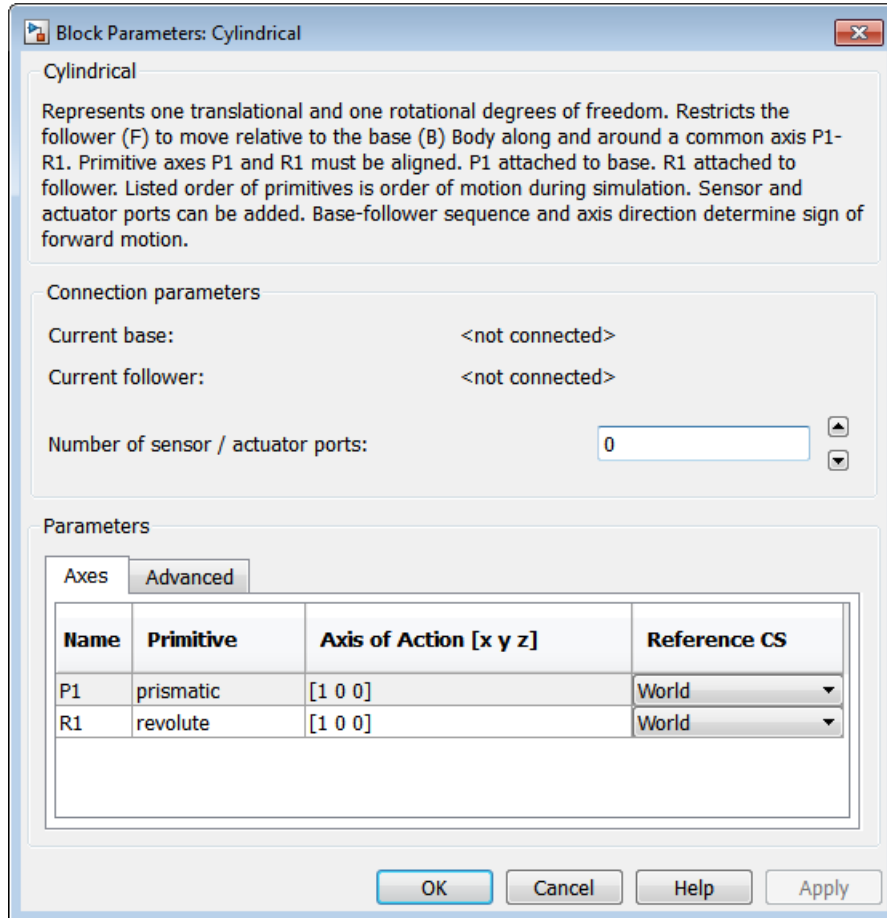 Block Parameters: Cylindrical
Cylindrical
Represents one translational and one rotational degrees of freedom. Restricts the
follower (F) to move relative to the base (B) Body along and around a common axis P1-
R1. Primitive axes P1 and R1 must be aligned. P1 attached to base. R1 attached to
follower. Listed order of primitives is order of motion during simulation. Sensor and
actuator ports can be added. Base-follower sequence and axis direction determine sign of
forward motion.
Connection parameters
Current base: <not connected>
Current follower: <not connected>
Number of sensor / actuator ports: 0
Parameters
Axes Advanced
Name Primitive Axis of Action [x y z] Reference CS
P1 prismatic [1 0 0] World
R1 revolute [1 0 0] World
OK Cancel Help Apply